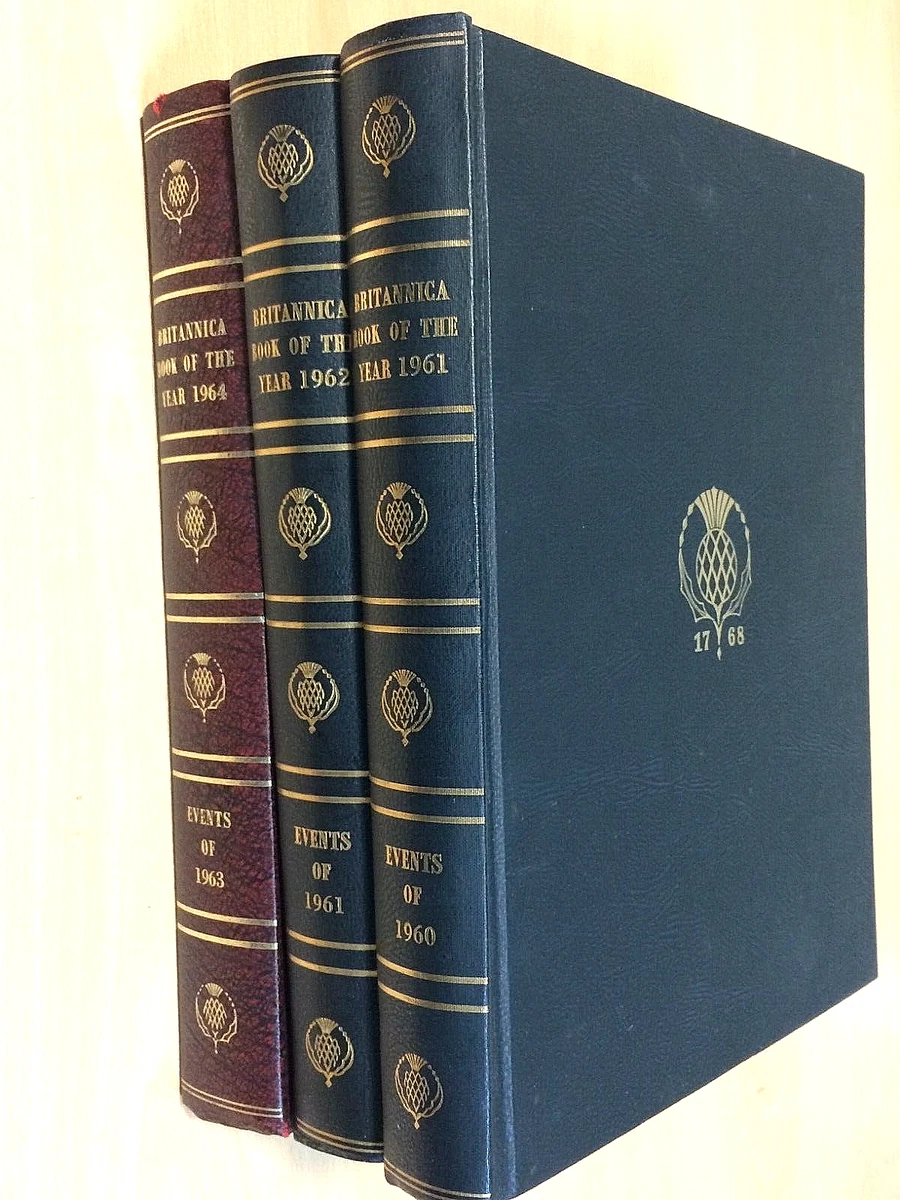 BRITANNICA
BOOK OF THE
YEAR 1964
EVENTS
OF
1963
BRITANNICA
BOOK OF THE
YEAR 1962
EVENTS
OF
1961
BRITANNICA
BOOK OF THE
YEAR 1961
EVENTS
OF
1960
17 68